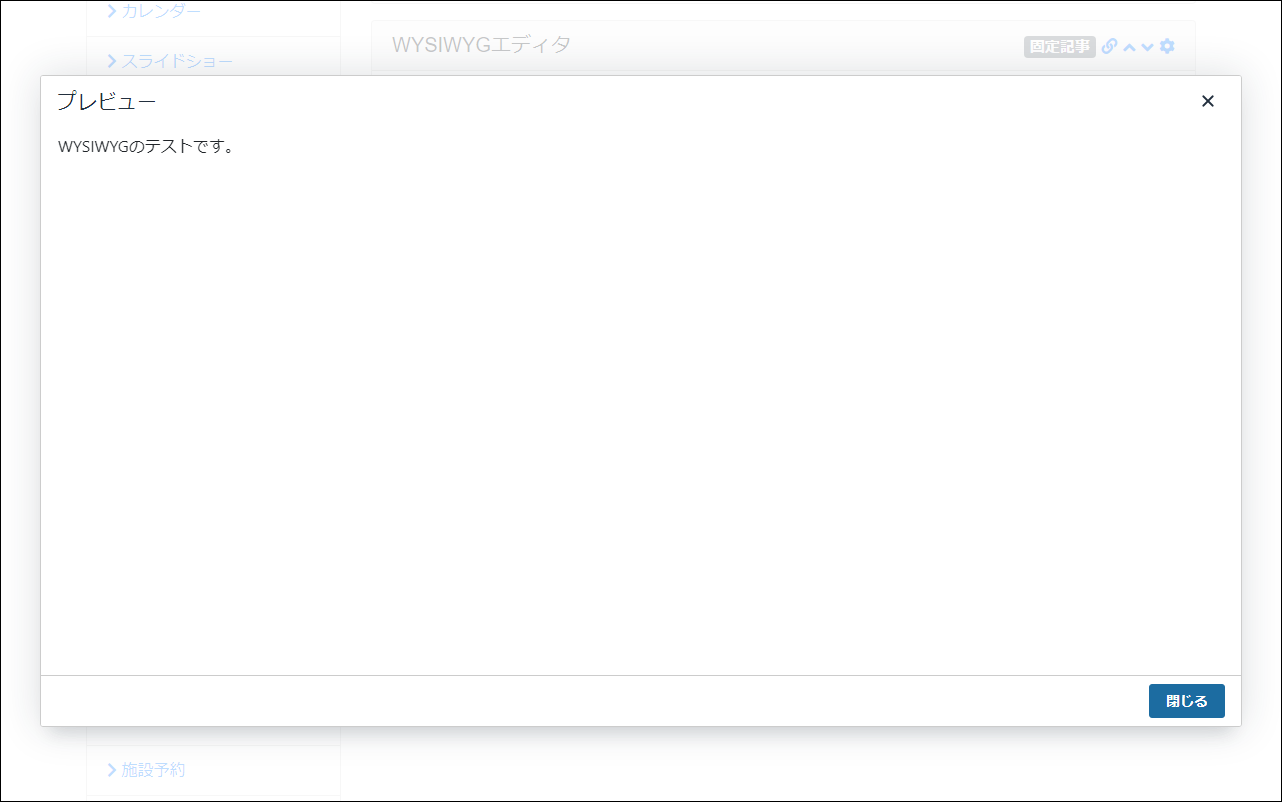 カレンダー
スライドショー
WYSIWYGエディタ
固定記事
プレビュー
WYSIWYGのテストです。
閉じる
施設予約